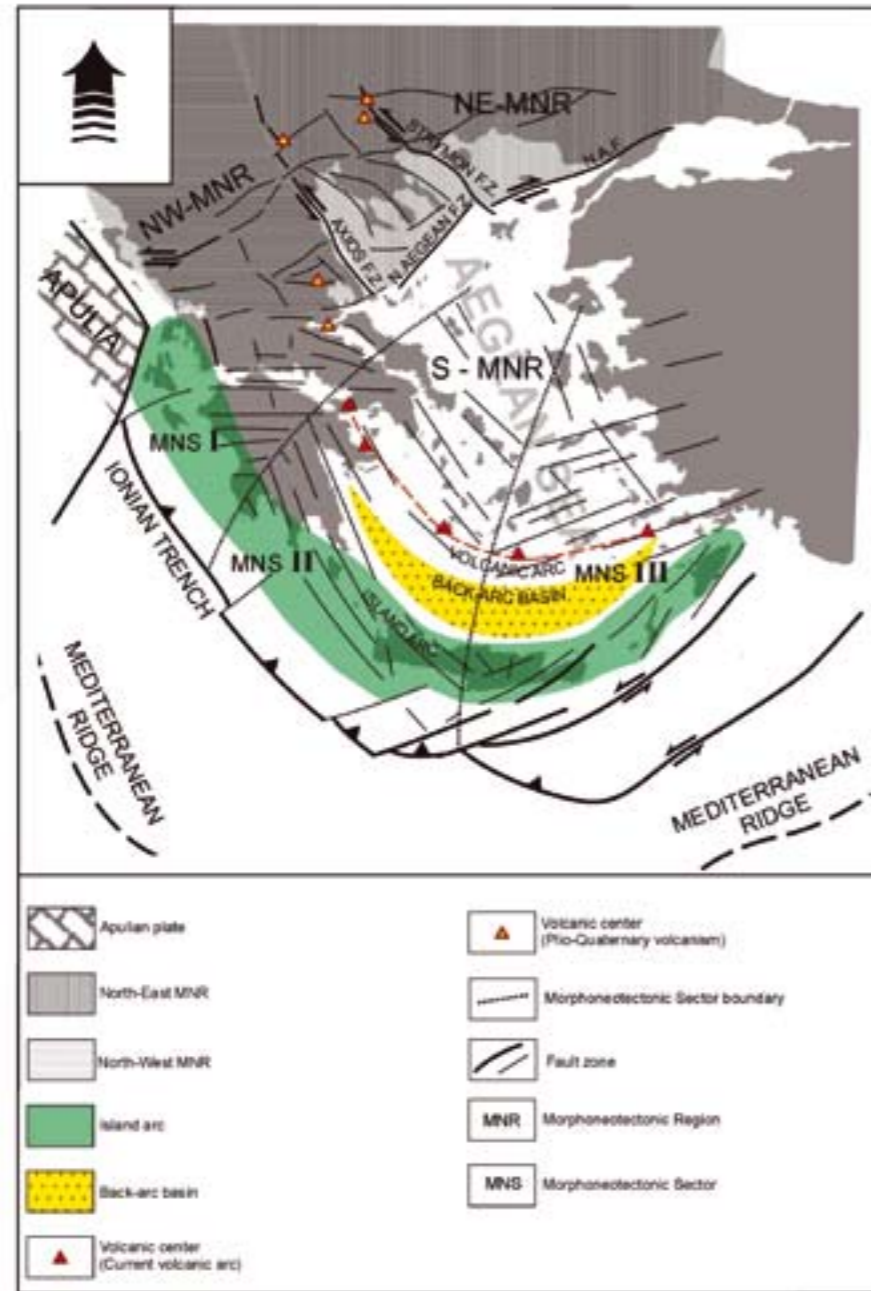 NE-MNR
STRYMON F.Z.
N.A.F.
NW-MNR
AXIOS F.Z.
N. AEGEAN F.Z.
AEGEAN SEA
APULIA
S - MNR
MNS I
IONIAN TRENCH
MNS II
VOLCANIC ARC
MNS III
BACK-ARC BASIN
ISLAND ARC
MEDITERRANEAN
RIDGE
MEDITERRANEAN
RIDGE
Apulian plate
North-East MNR
North-West MNR
Island arc
Back-arc basin
Volcanic center
(Current volcanic arc)
Volcanic center
(Plio-Quaternary volcanism)
Morphoneotectonic Sector boundary
Fault zone
MNR
Morphoneotectonic Region
MNS
Morphoneotectonic Sector